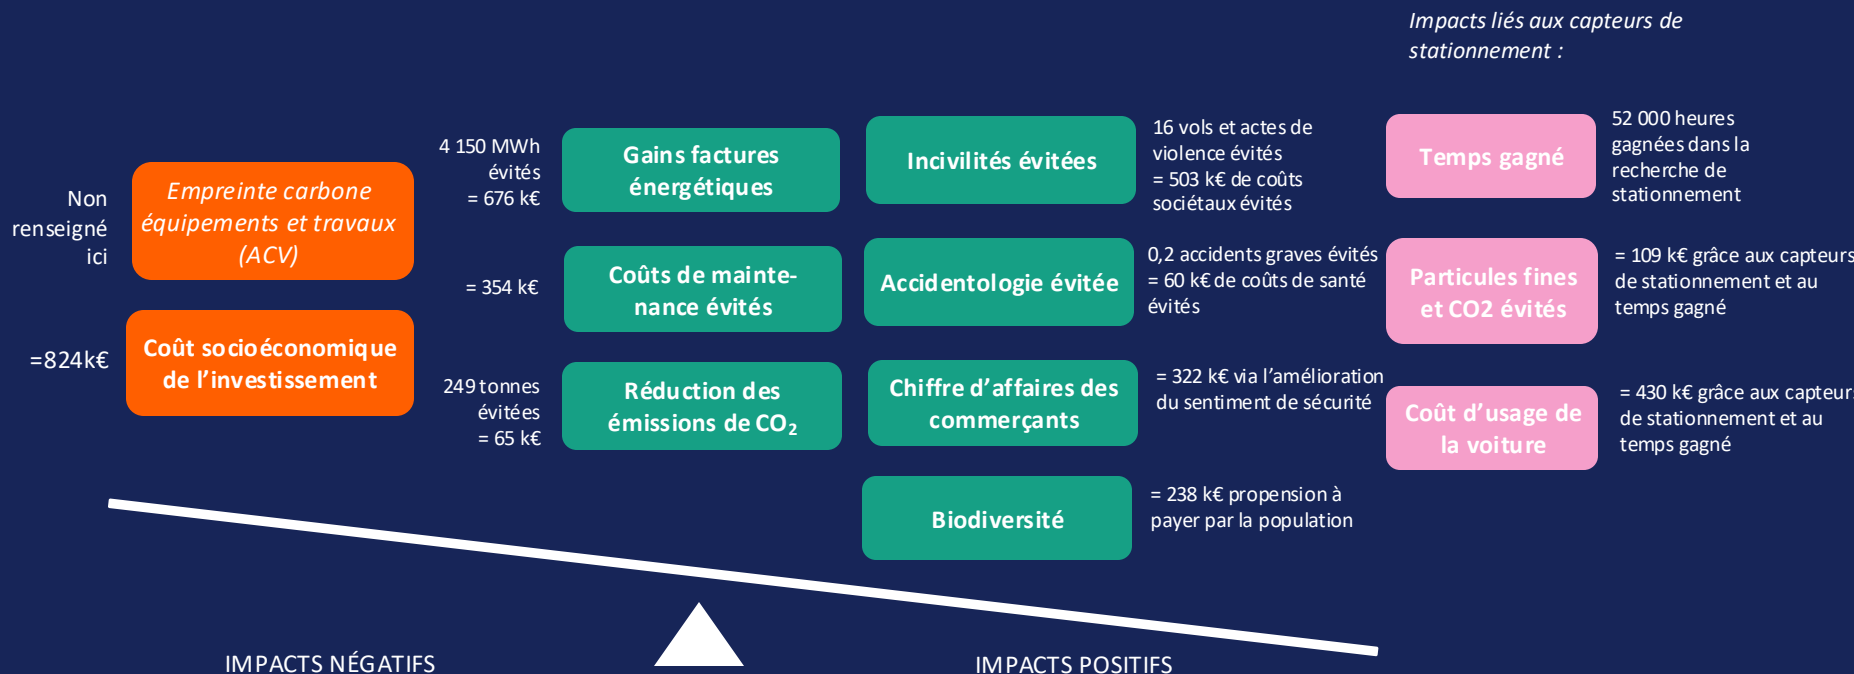 Impacts liés aux capteurs de
stationnement :
Non
renseigné
ici
Empreinte carbone
équipements et travaux
(ACV)
=824k€
Coût socioéconomique
de l’investissement
4 150 MWh
évités
= 676 k€
Gains factures
énergétiques
= 354 k€
Coûts de mainte-
nance évités
249 tonnes
évitées
= 65 k€
Réduction des
émissions de CO₂
Incivilités évitées
16 vols et actes de
violence évités
= 503 k€ de coûts
sociétaux évités
Accidentologie évitée
0,2 accidents graves évités
= 60 k€ de coûts de santé
évités
Chiffre d’affaires des
commerçants
= 322 k€ via l’amélioration
du sentiment de sécurité
Biodiversité
= 238 k€ propension à
payer par la population
Temps gagné
52 000 heures
gagnées dans la
recherche de
stationnement
Particules fines
et CO2 évités
= 109 k€ grâce aux capteurs
de stationnement et au
temps gagné
Coût d’usage de
la voiture
= 430 k€ grâce aux capteurs
de stationnement et au
temps gagné
IMPACTS NÉGATIFS
IMPACTS POSITIFS